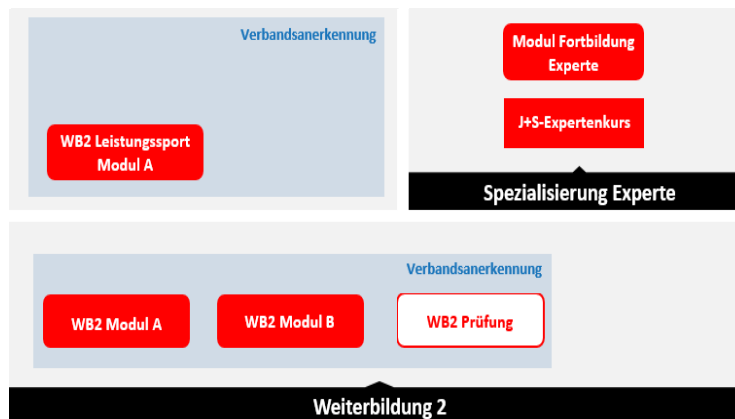 Verbandsanerkennung
WB2 Leistungssport
Modul A
Modul Fortbildung
Experte
J+S-Expertenkurs
Spezialisierung Experte
Verbandsanerkennung
WB2 Modul A
WB2 Modul B
WB2 Prüfung
Weiterbildung 2